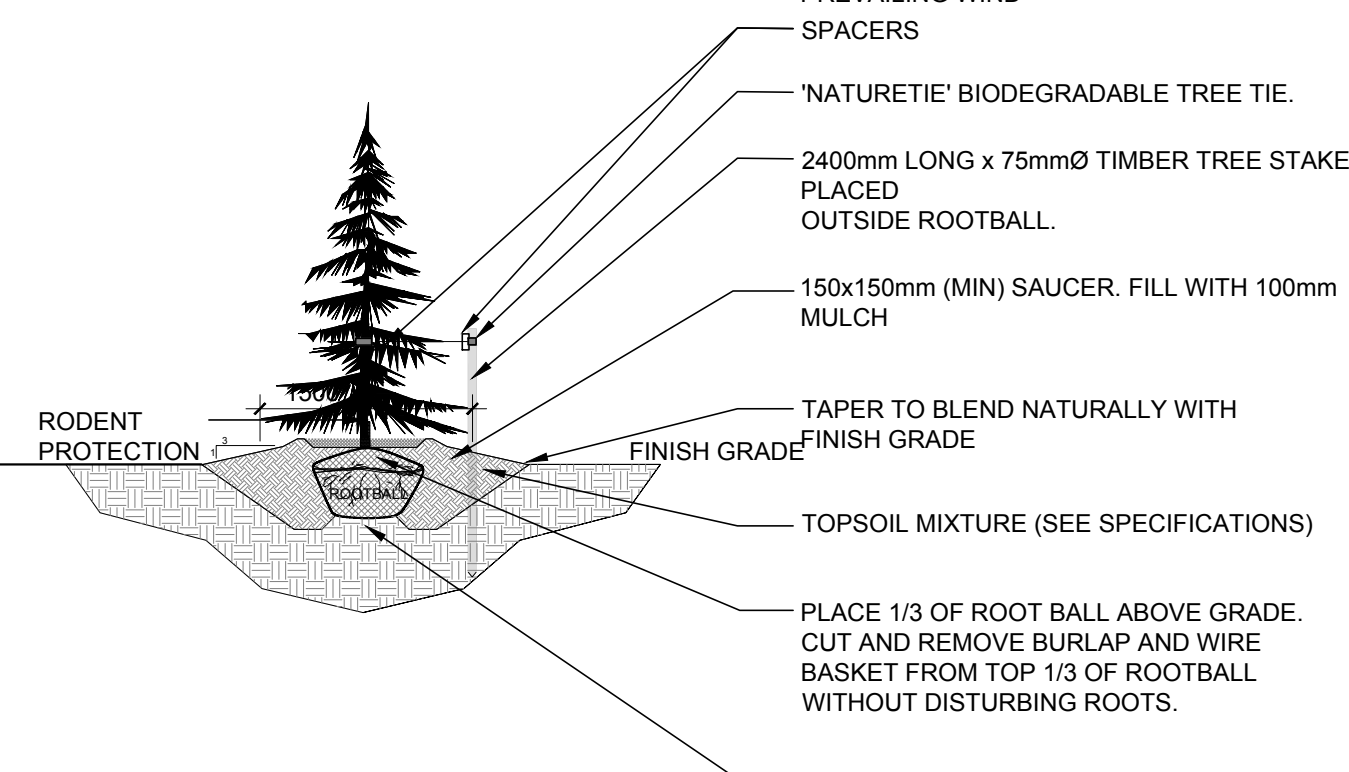 SPACERS
'NATURETIE' BIODEGRADABLE TREE TIE.
2400mm LONG x 75mmØ TIMBER TREE STAKE
PLACED
OUTSIDE ROOTBALL.
150x150mm (MIN) SAUCER. FILL WITH 100mm
MULCH
1500
RODENT
PROTECTION
3
1
TAPER TO BLEND NATURALLY WITH
FINISH GRADE
FINISH GRADE
ROOTBALL
TOPSOIL MIXTURE (SEE SPECIFICATIONS)
PLACE 1/3 OF ROOT BALL ABOVE GRADE.
CUT AND REMOVE BURLAP AND WIRE
BASKET FROM TOP 1/3 OF ROOTBALL
WITHOUT DISTURBING ROOTS.